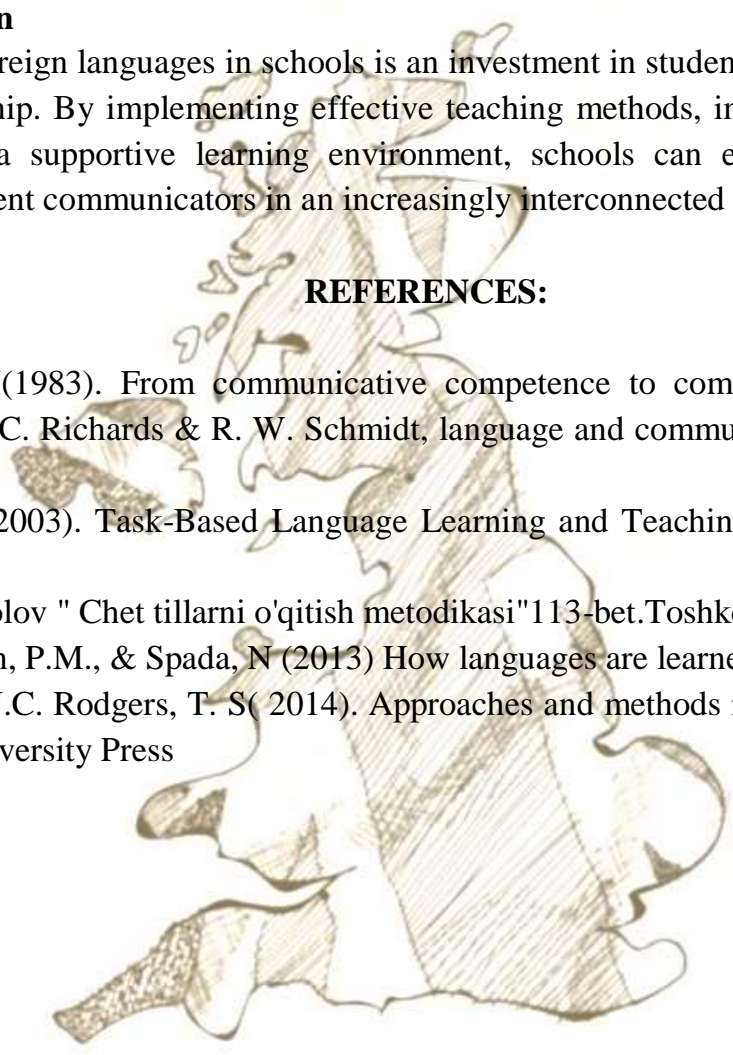 n
reign languages in schools is an investment in studen
hip. By implementing effective teaching methods, in
a supportive learning environment, schools can e
ent communicators in an increasingly interconnected
REFERENCES:
(1983). From communicative competence to com
C. Richards & R. W. Schmidt, language and commu
2003). Task-Based Language Learning and Teachin
olov " Chet tillarni o'qitish metodikasi"113-bet.Toshk
n, P.M., & Spada, N (2013) How languages are learne
.C. Rodgers, T. S( 2014). Approaches and methods
versity Press